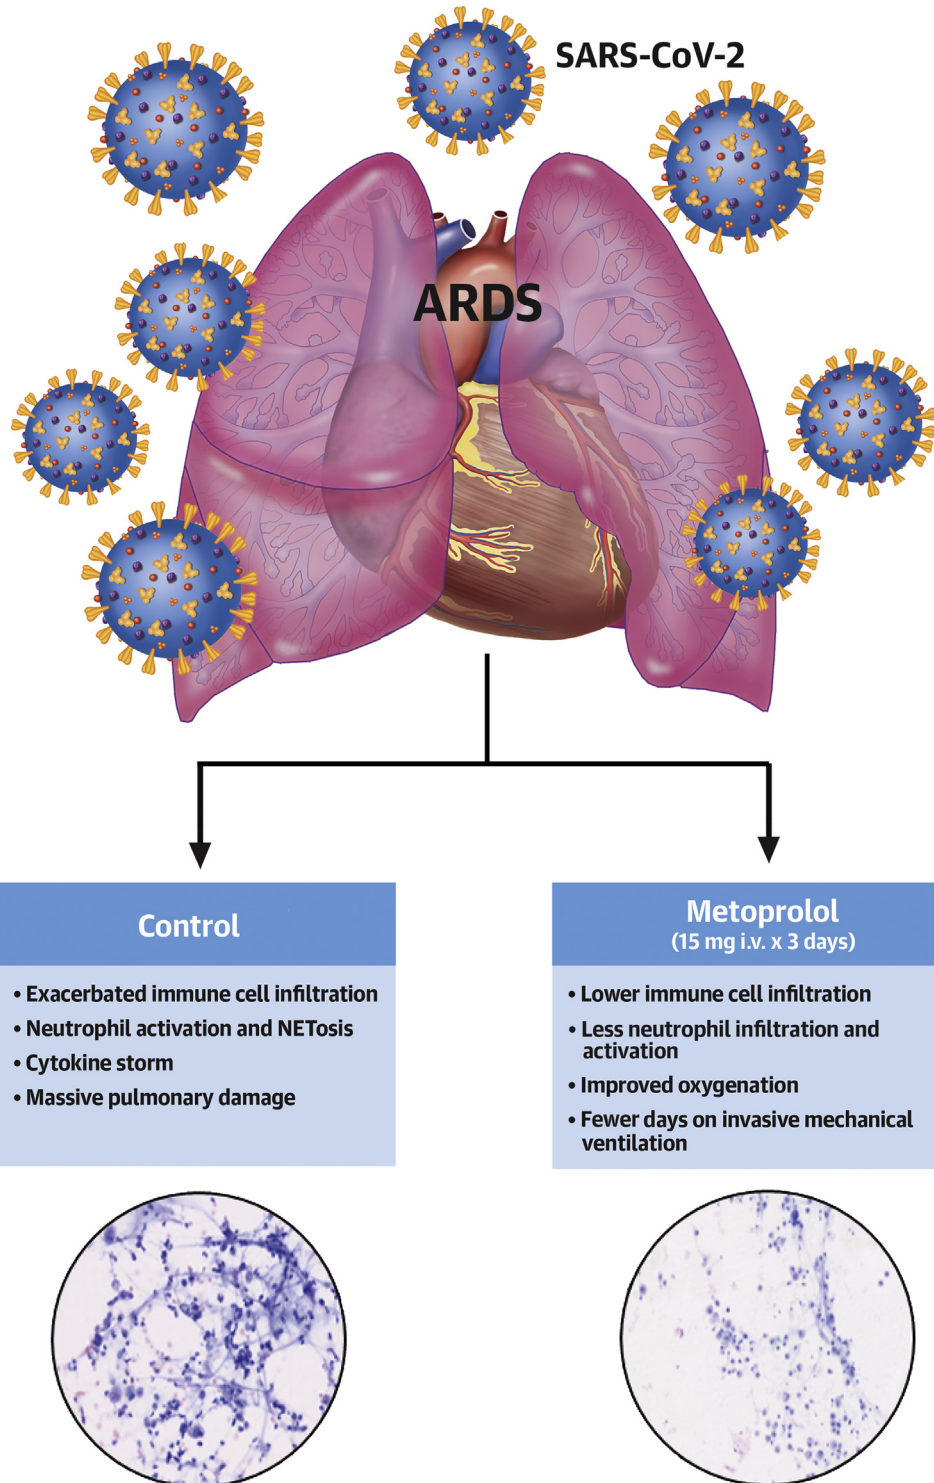 SARS-CoV-2
ARDS
Control
• Exacerbated immune cell infiltration
• Neutrophil activation and NETosis
• Cytokine storm
• Massive pulmonary damage
Metoprolol
(15 mg i.v. x 3 days)
• Lower immune cell infiltration
• Less neutrophil infiltration and
activation
• Improved oxygenation
• Fewer days on invasive mechanical
ventilation